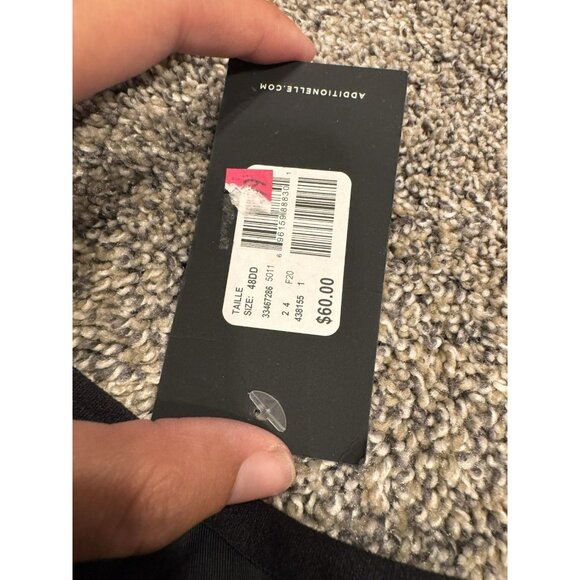 ADDITIONELLE.COM
TAILLE
SIZE: 48DD
33467286 5011
2 4 F20
438155 1
$60.00